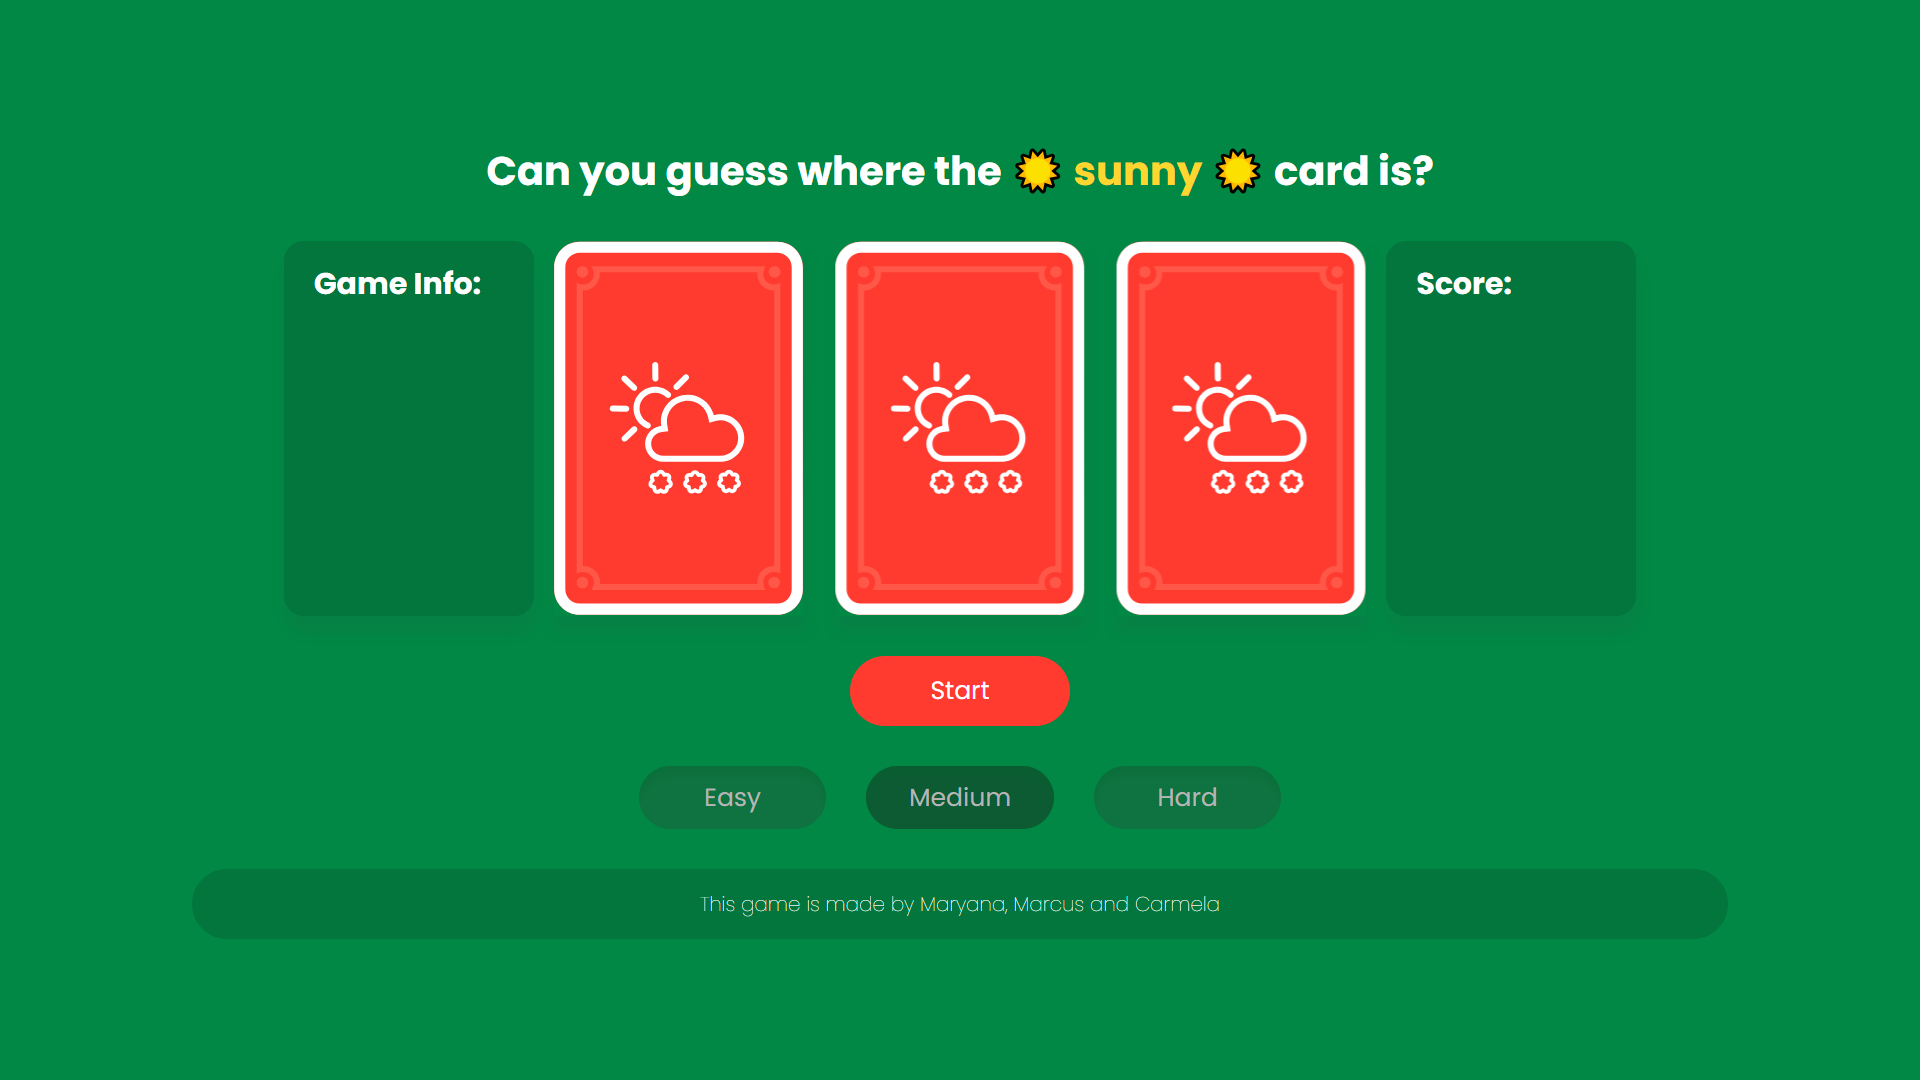 Can you guess where the sunny card is?
Game Info:
Score:
Start
Easy
Medium
Hard
This game is made by Maryana, Marcus and Carmela